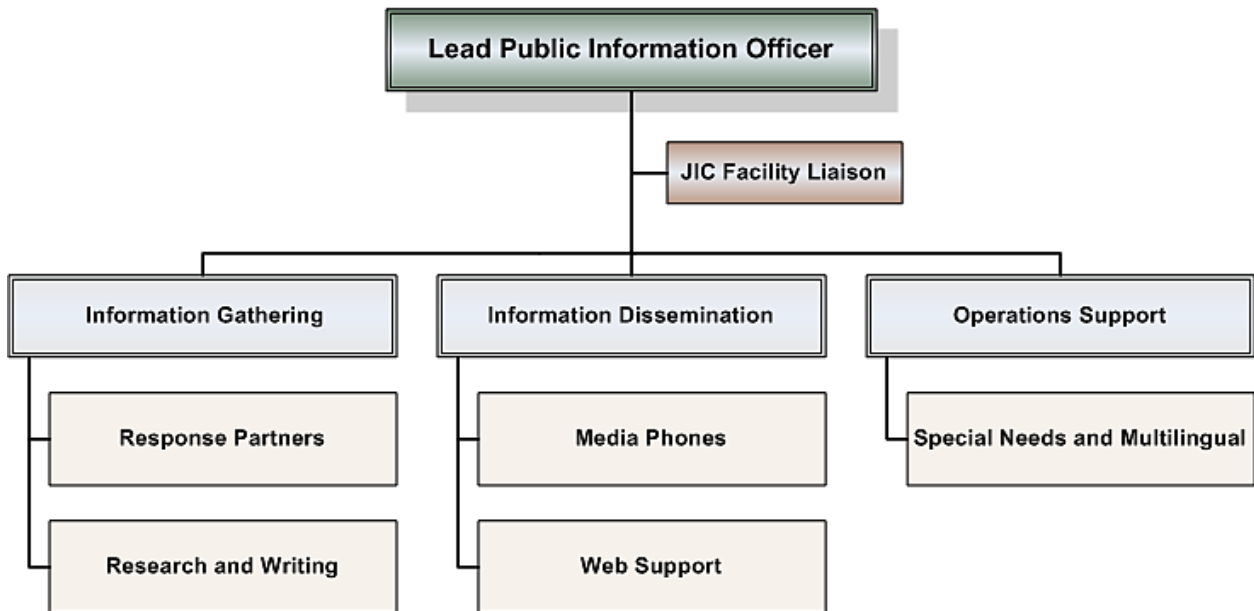 Lead Public Information Officer
JIC Facility Liaison
Information Gathering
Information Dissemination
Operations Support
Response Partners
Media Phones
Special Needs and Multilingual
Research and Writing
Web Support